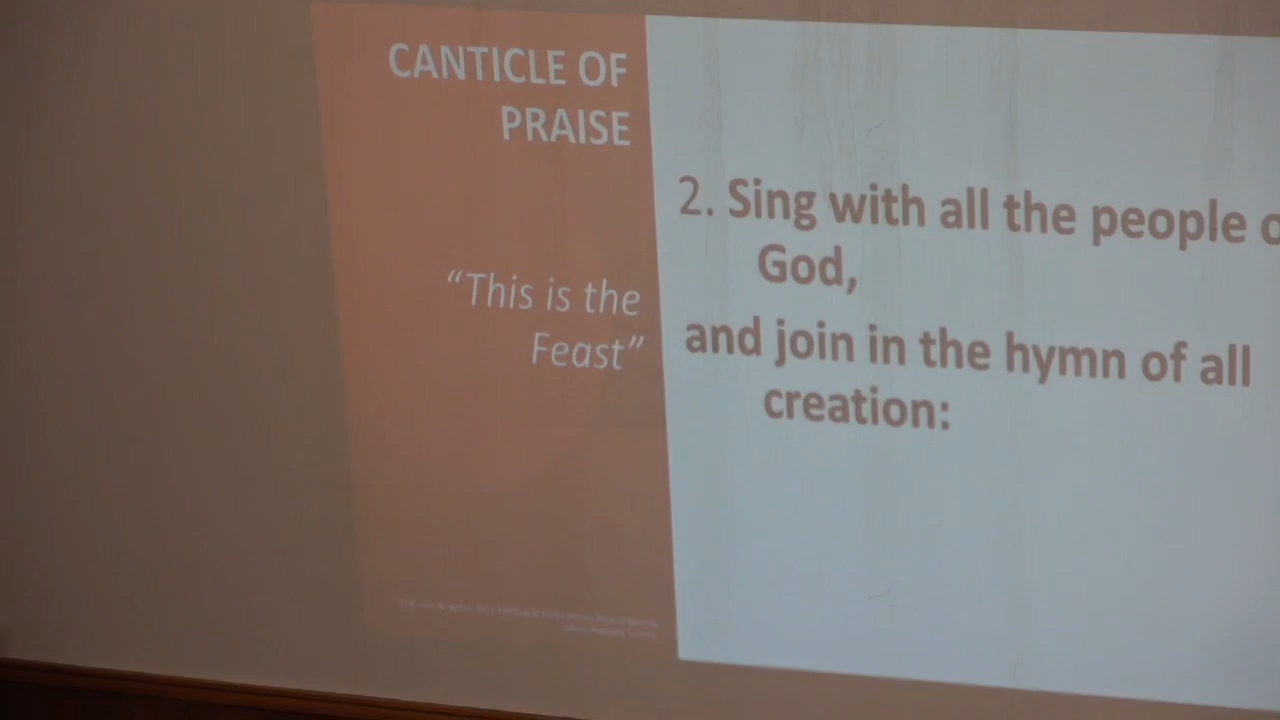 CANTICLE OF
PRAISE
“This is the
Feast”
2. Sing with all the people
God,
and join in the hymn of all
creation: